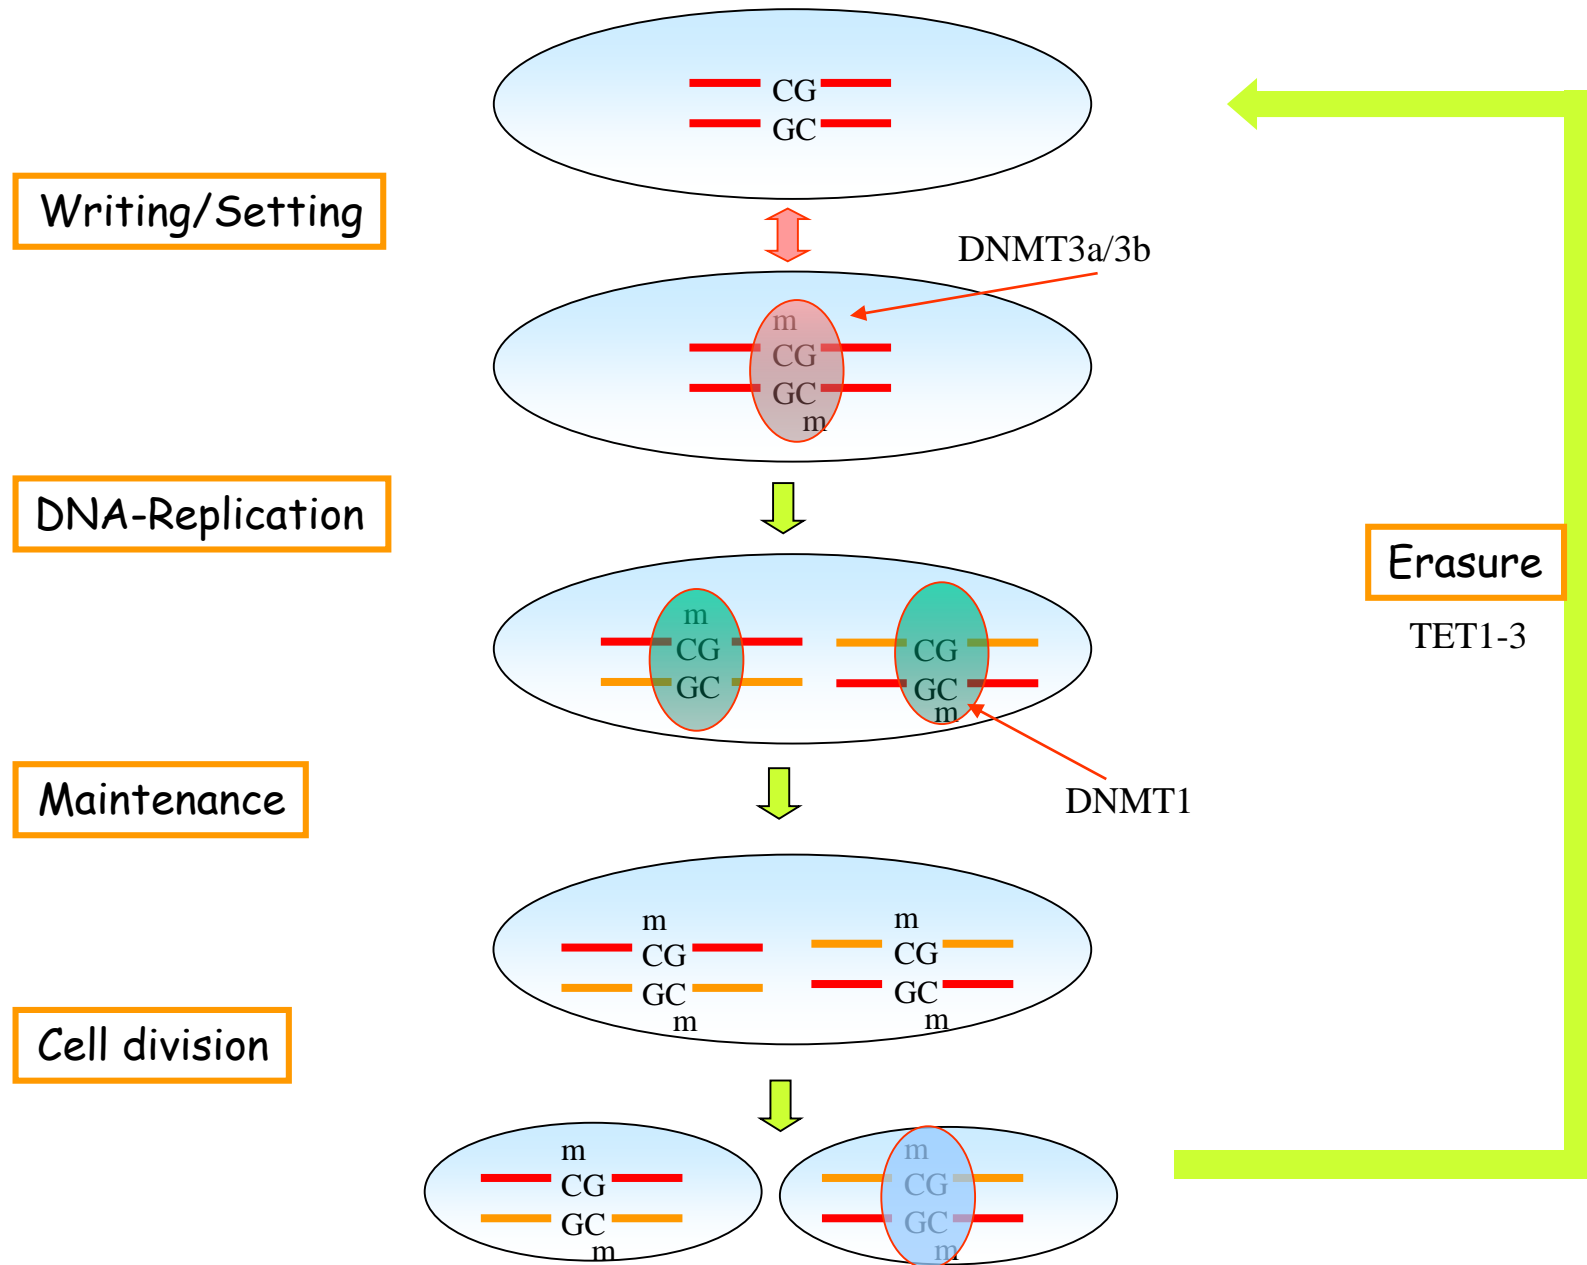 CG
GC
Writing/Setting
DNMT3a/3b
m
CG
GC
m
DNA-Replication
Erasure
TET1-3
m
CG
GC
CG
GC
m
Maintenance
DNMT1
m
CG
GC
m
m
CG
GC
m
Cell division
m
CG
GC
m
m
CG
GC
m